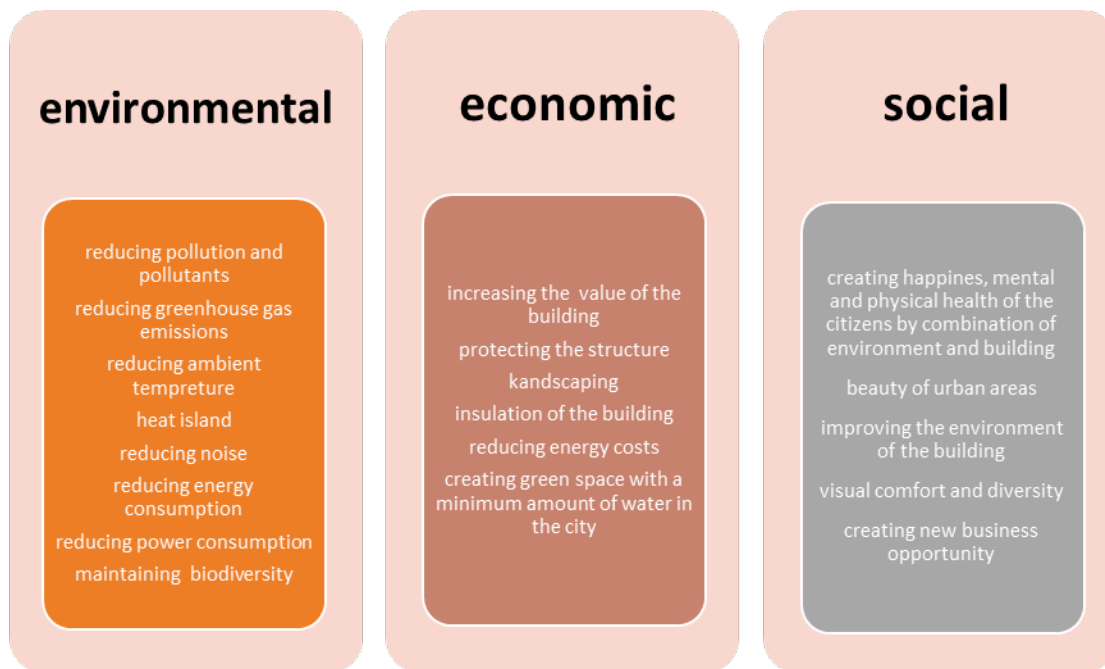 environmental
reducing pollution and
pollutants
reducing greenhouse gas
emissions
reducing ambient
tempreture
heat island
reducing noise
reducing energy
consumption
reducing power consumption
maintaining biodiversity
economic
increasing the value of the
building
protecting the structure
kandscaping
insulation of the building
reducing energy costs
creating green space with a
minimum amount of water in
the city
social
creating happines, mental
and physical health of the
citizens by combination of
environment and building
beauty of urban areas
improving the environment
of the building
visual comfort and diversity
creating new business
opportunity